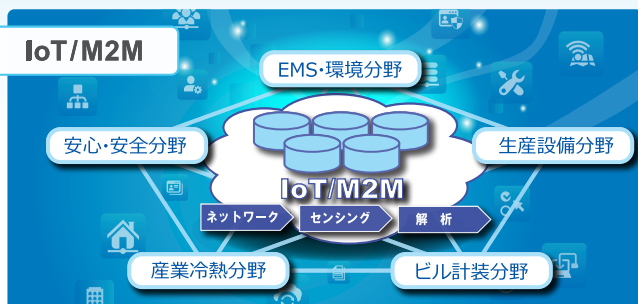 IoT/M2M
EMS・環境分野
安心・安全分野
生産設備分野
IoT/M2M
ネットワーク
センシング
解 析
産業冷熱分野
ビル計装分野